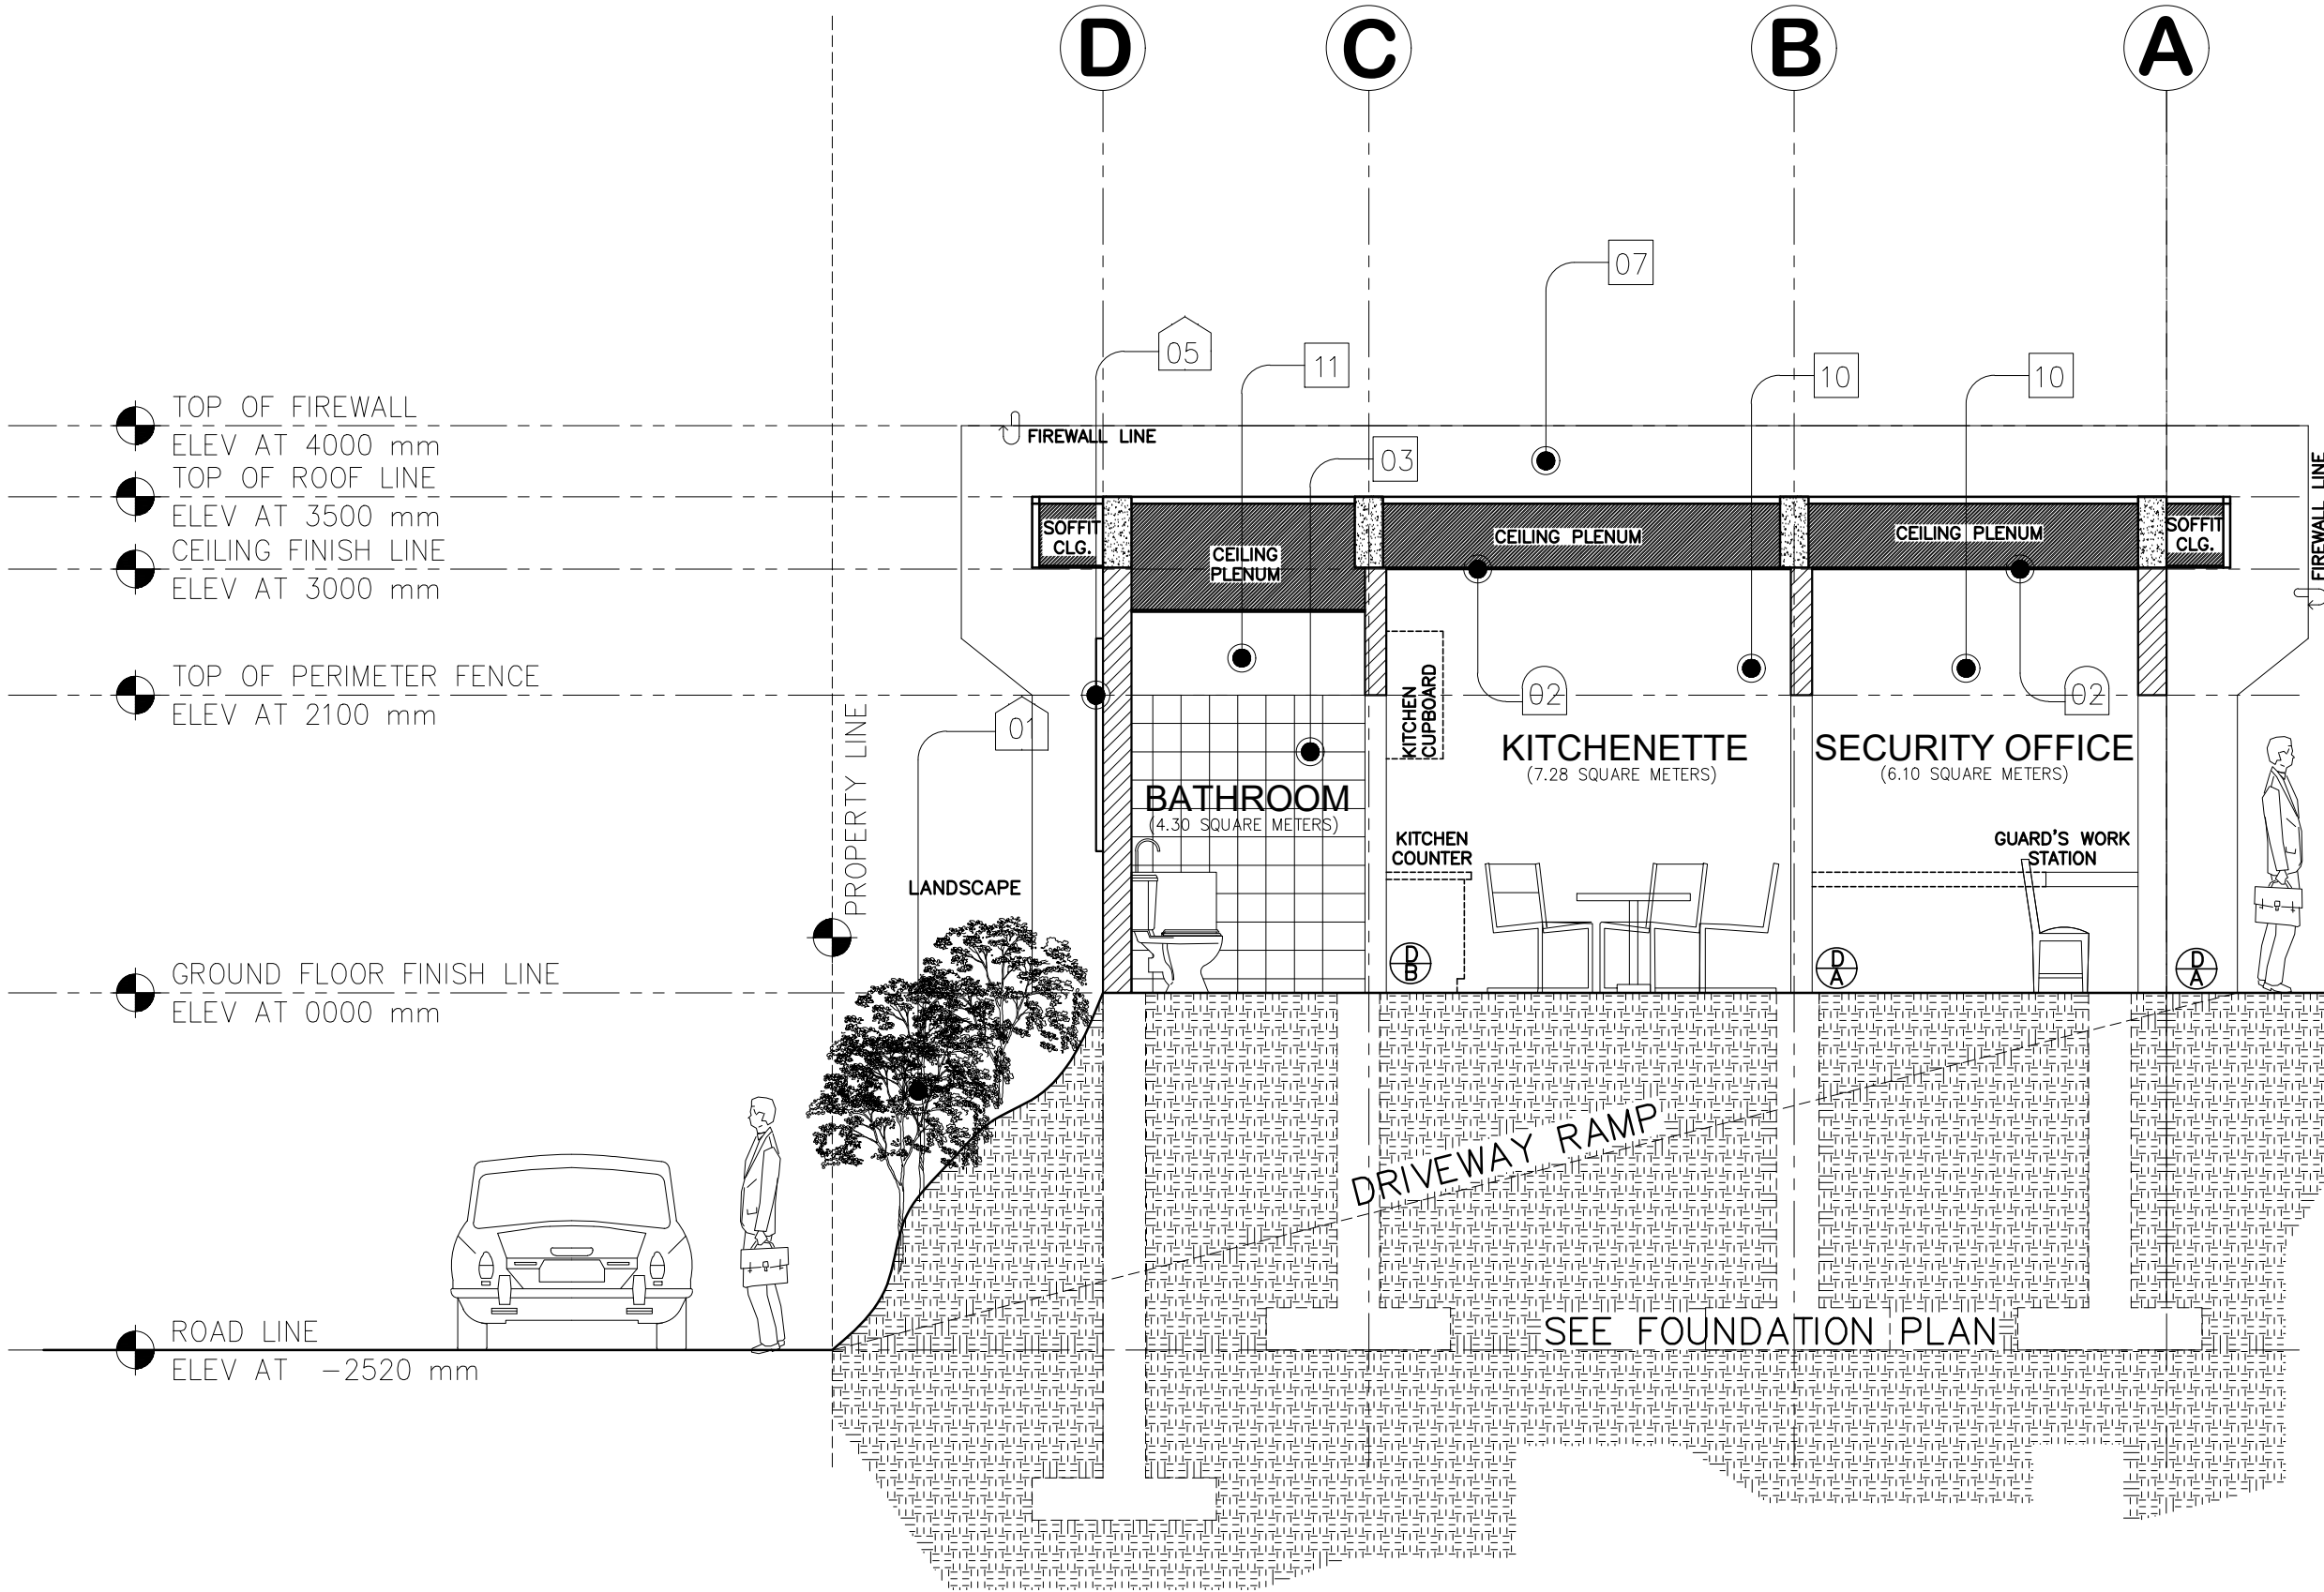 D
C
B
A
07
05
11
10
10
TOP OF FIREWALL
ELEV AT 4000 mm
FIREWALL LINE
03
TOP OF ROOF LINE
ELEV AT 3500 mm
SOFFIT
CLG.
CEILING
PLENUM
CEILING PLENUM
CEILING PLENUM
SOFFIT
CLG.
FIREWALL LINE
CEILING FINISH LINE
ELEV AT 3000 mm
TOP OF PERIMETER FENCE
ELEV AT 2100 mm
01
02
02
PROPERTY LINE
KITCHEN
CUPBOARD
KITCHENETTE
(7.28 SQUARE METERS)
SECURITY OFFICE
(6.10 SQUARE METERS)
BATHROOM
(4.30 SQUARE METERS)
KITCHEN
COUNTER
GUARD'S WORK
STATION
LANDSCAPE
D
B
D
A
D
A
GROUND FLOOR FINISH LINE
ELEV AT 0000 mm
DRIVEWAY RAMP
ROAD LINE
ELEV AT -2520 mm
SEE FOUNDATION PLAN